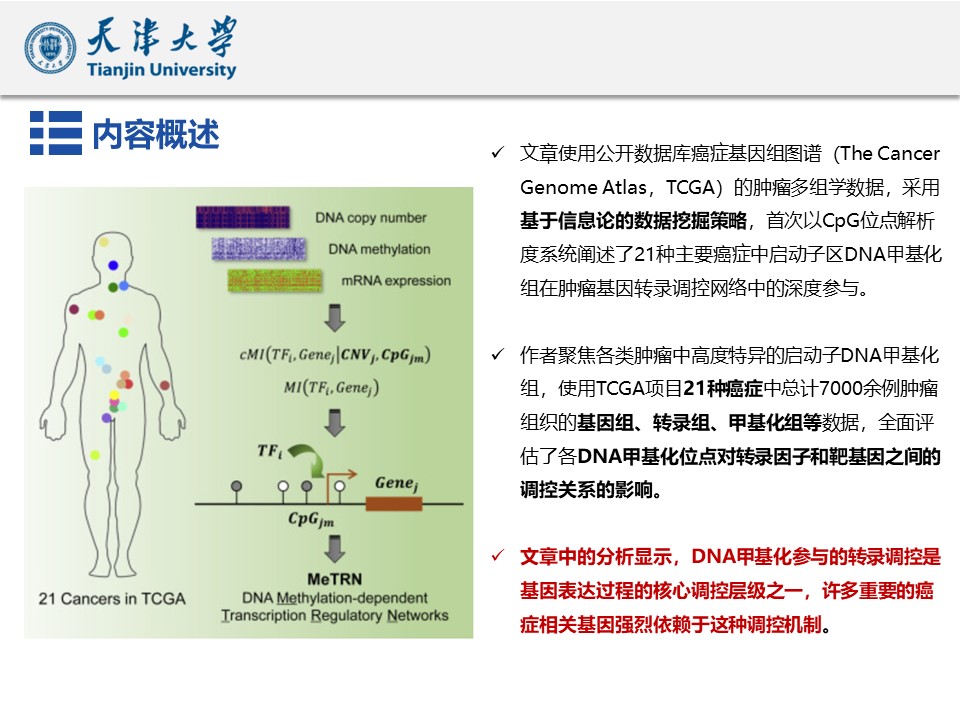 天津大学
Tianjin University
内容概述
DNA copy number
DNA methylation
mRNA expression
cMI(TFi, Genej|CNVj, CpGjm)
MI(TFi, Genej)
TFi
Genej
CpGjm
MeTRN
DNA Methylation-dependent
Transcription Regulatory Networks
21 Cancers in TCGA
✓ 文章使用公开数据库癌症基因组图谱（The Cancer
Genome Atlas，TCGA）的肿瘤多组学数据，采用
基于信息论的数据挖掘策略，首次以CpG位点解析
度系统阐述了21种主要癌症中启动子区DNA甲基化
组在肿瘤基因转录调控网络中的深度参与。
✓ 作者聚焦各类肿瘤中高度特异的启动子DNA甲基化
组，使用TCGA项目21种癌症中总计7000余例肿瘤
组织的基因组、转录组、甲基化组等数据，全面评
估了各DNA甲基化位点对转录因子和靶基因之间的
调控关系的影响。
✓ 文章中的分析显示，DNA甲基化参与的转录调控是
基因表达过程的核心调控层级之一，许多重要的癌
症相关基因强烈依赖于这种调控机制。